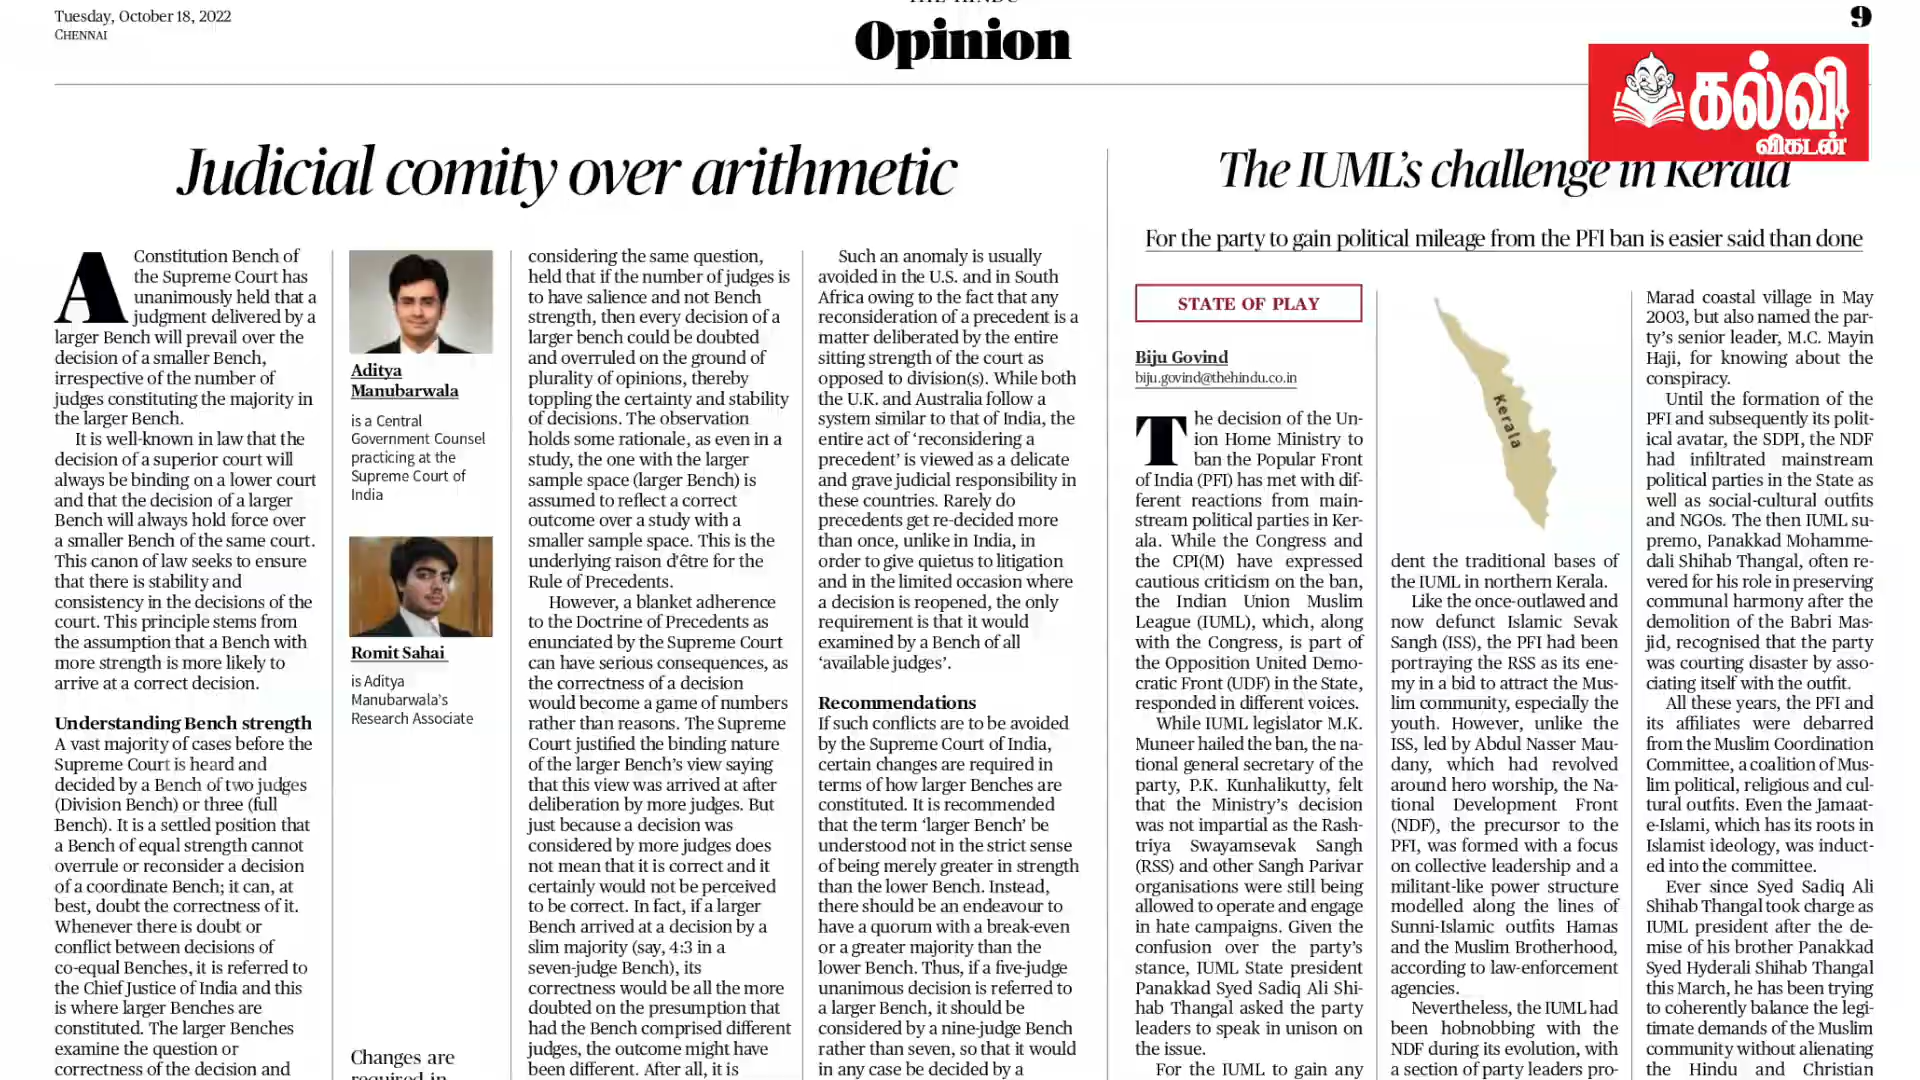 Tuesday, October 18, 2022
CHENNAI
THE HINDU
Opinion
9
கல்வி
விகடன்
Judicial comity over arithmetic
A Constitution Bench of
the Supreme Court has
unanimously held that a
judgment delivered by a
larger Bench will prevail over the
decision of a smaller Bench,
irrespective of the number of
judges constituting the majority in
the larger Bench.
It is well-known in law that the
decision of a superior court will
always be binding on a lower court
and that the decision of a larger
Bench will always hold force over
a smaller Bench of the same court.
This canon of law seeks to ensure
that there is stability and
consistency in the decisions of the
court. This principle stems from
the assumption that a Bench with
more strength is more likely to
arrive at a correct decision.
Understanding Bench strength
A vast majority of cases before the
Supreme Court is heard and
decided by a Bench of two judges
(Division Bench) or three (full
Bench). It is a settled position that
a Bench of equal strength cannot
overrule or reconsider a decision
of a coordinate Bench; it can, at
best, doubt the correctness of it.
Whenever there is doubt or
conflict between decisions of
co-equal Benches, it is referred to
the Chief Justice of India and this
is where larger Benches are
constituted. The larger Benches
examine the question or
correctness of the decision and
Aditya
Manubarwala
is a Central
Government Counsel
practicing at the
Supreme Court of
India
Romit Sahai
is Aditya
Manubarwala's
Research Associate
Changes are
required in
considering the same question,
held that if the number of judges is
to have salience and not Bench
strength, then every decision of a
larger bench could be doubted
and overruled on the ground of
plurality of opinions, thereby
toppling the certainty and stability
of decisions. The observation
holds some rationale, as even in a
study, the one with the larger
sample space (larger Bench) is
assumed to reflect a correct
outcome over a study with a
smaller sample space. This is the
underlying raison d'être for the
Rule of Precedents.
However, a blanket adherence
to the Doctrine of Precedents as
enunciated by the Supreme Court
can have serious consequences, as
the correctness of a decision
would become a game of numbers
rather than reasons. The Supreme
Court justified the binding nature
of the larger Bench's view saying
that this view was arrived at after
deliberation by more judges. But
just because a decision was
considered by more judges does
not mean that it is correct and it
certainly would not be perceived
to be correct. In fact, if a larger
Bench arrived at a decision by a
slim majority (say, 4:3 in a
seven-judge Bench), its
correctness would be all the more
doubted on the presumption that
had the Bench comprised different
judges, the outcome might have
been different. After all, it is
Such an anomaly is usually
avoided in the U.S. and in South
Africa owing to the fact that any
reconsideration of a precedent is a
matter deliberated by the entire
sitting strength of the court as
opposed to division(s). While both
the U.K. and Australia follow a
system similar to that of India, the
entire act of 'reconsidering a
precedent' is viewed as a delicate
and grave judicial responsibility in
these countries. Rarely do
precedents get re-decided more
than once, unlike in India, in
order to give quietus to litigation
and in the limited occasion where
a decision is reopened, the only
requirement is that it would
examined by a Bench of all
'available judges'.
Recommendations
If such conflicts are to be avoided
by the Supreme Court of India,
certain changes are required in
terms of how larger Benches are
constituted. It is recommended
that the term 'larger Bench' be
understood not in the strict sense
of being merely greater in strength
than the lower Bench. Instead,
there should be an endeavour to
have a quorum with a break-even
or a greater majority than the
lower Bench. Thus, if a five-judge
unanimous decision is referred to
a larger Bench, it should be
considered by a nine-judge Bench
rather than seven, so that it would
in any case be decided by a
The IUML's challenge in Kerala
For the party to gain political mileage from the PFI ban is easier said than done
STATE OF PLAY
Biju Govind
biju.govind@thehindu.co.in
The decision of the Un-
ion Home Ministry to
ban the Popular Front
of India (PFI) has met with dif-
ferent reactions from main-
stream political parties in Ker-
ala. While the Congress and
the CPI(M) have expressed
cautious criticism on the ban,
the Indian Union Muslim
League (IUML), which, along
with the Congress, is part of
the Opposition United Demo-
cratic Front (UDF) in the State,
responded in different voices.
While IUML legislator M.K.
Muneer hailed the ban, the na-
tional general secretary of the
party, P.K. Kunhalikutty, felt
that the Ministry's decision
was not impartial as the Rash-
triya Swayamsevak Sangh
(RSS) and other Sangh Parivar
organisations were still being
allowed to operate and engage
in hate campaigns. Given the
confusion over the party's
stance, IUML State president
Panakkad Syed Sadiq Ali Shi-
hab Thangal asked the party
leaders to speak in unison on
the issue.
For the IUML to gain any
Kerala
dent the traditional bases of
the IUML in northern Kerala.
Like the once-outlawed and
now defunct Islamic Sevak
Sangh (ISS), the PFI had been
portraying the RSS as its ene-
my in a bid to attract the Mus-
lim community, especially the
youth. However, unlike the
ISS, led by Abdul Nasser Mau-
dany, which had revolved
around hero worship, the Na-
tional Development Front
(NDF), the precursor to the
PFI, was formed with a focus
on collective leadership and a
militant-like power structure
modelled along the lines of
Sunni-Islamic outfits Hamas
and the Muslim Brotherhood,
according to law-enforcement
agencies.
Nevertheless, the IUML had
been hobnobbing with the
NDF during its evolution, with
a section of party leaders pro-
Marad coastal village in May
2003, but also named the par-
ty's senior leader, M.C. Mayin
Haji, for knowing about the
conspiracy.
Until the formation of the
PFI and subsequently its polit-
ical avatar, the SDPI, the NDF
had infiltrated mainstream
political parties in the State as
well as social-cultural outfits
and NGOs. The then IUML su-
premo, Panakkad Mohamme-
dali Shihab Thangal, often re-
vered for his role in preserving
communal harmony after the
demolition of the Babri Mas-
jid, recognised that the party
was courting disaster by asso-
ciating itself with the outfit.
All these years, the PFI and
its affiliates were debarred
from the Muslim Coordination
Committee, a coalition of Mus-
lim political, religious and cul-
tural outfits. Even the Jamaat-
e-Islami, which has its roots in
Islamist ideology, was induct-
ed into the committee.
Ever since Syed Sadiq Ali
Shihab Thangal took charge as
IUML president after the de-
mise of his brother Panakkad
Syed Hyderali Shihab Thangal
this March, he has been trying
to coherently balance the legi-
timate demands of the Muslim
community without alienating
the Hindu and Christian